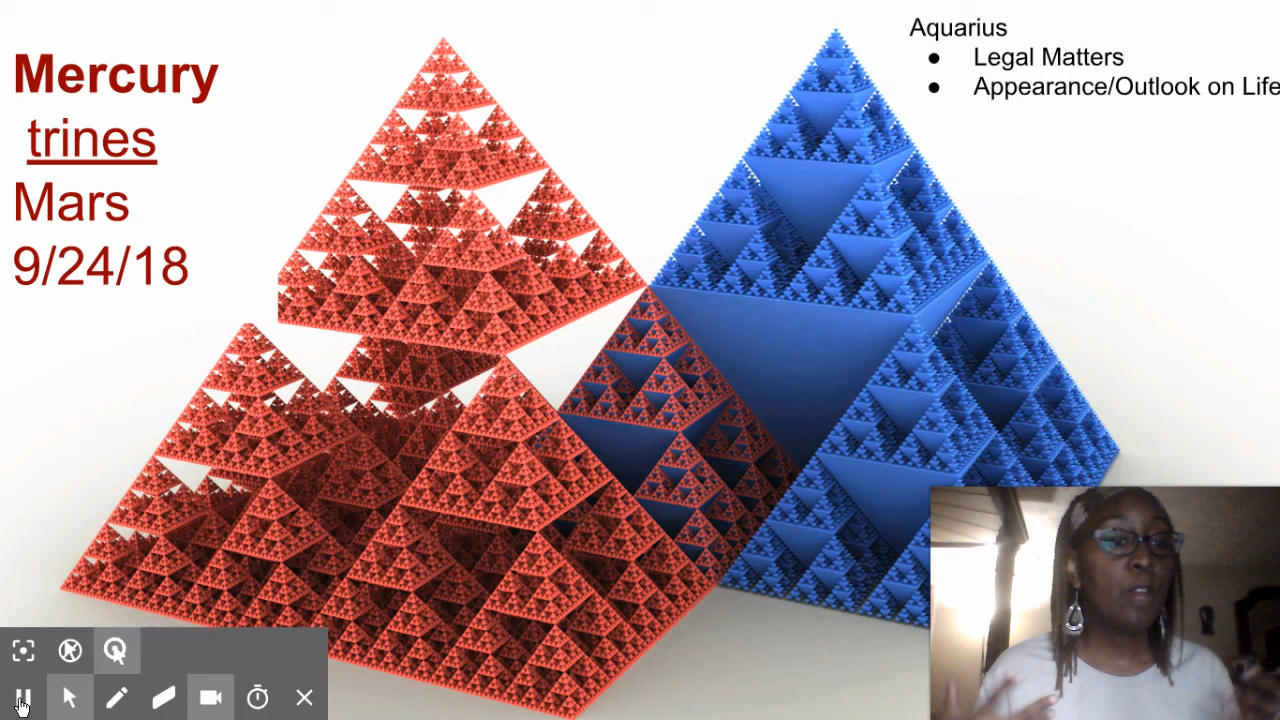 Mercury
trines
Mars
9/24/18
Aquarius
● Legal Matters
● Appearance/Outlook on Life